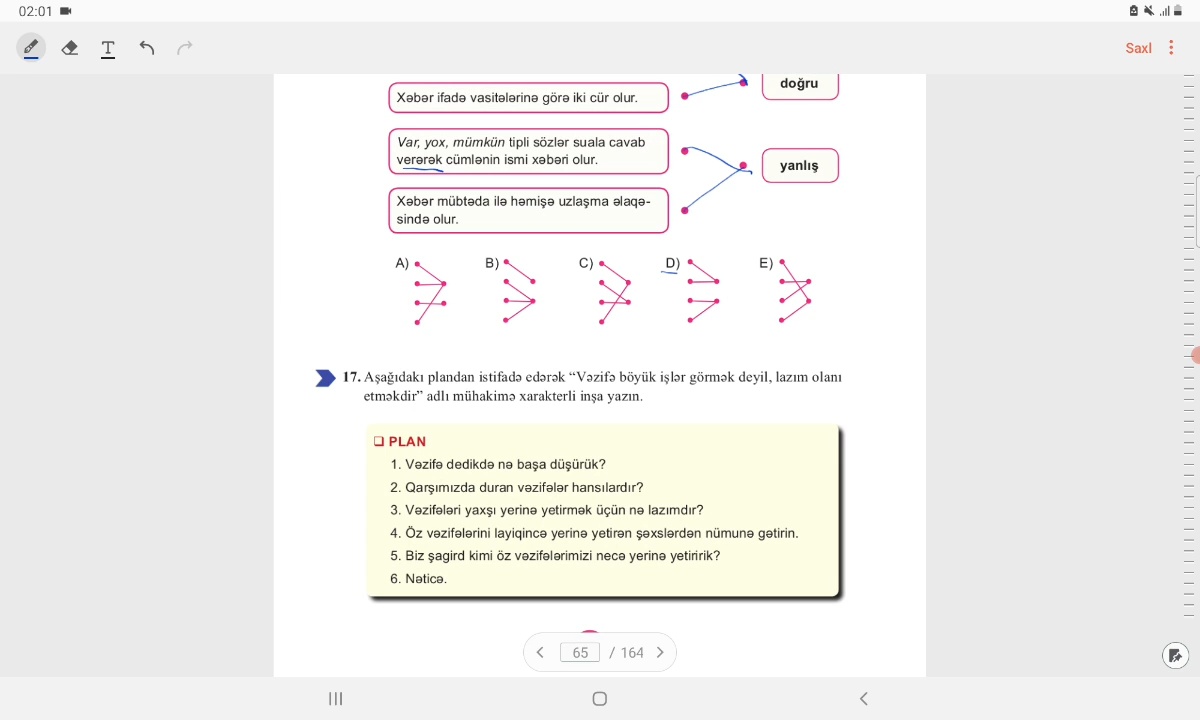 02:01
T
Saxl
doğru
Xəbər ifadə vasitələrinə görə iki cür olur.
Var, yox, mümkün tipli sözlər suala cavab
verərək cümlənin ismi xəbəri olur.
yanlış
Xəbər mübtəda ilə həmişə uzlaşma əlaqə-
sində olur.
A) B) C) D) E)
17. Aşağıdakı plandan istifadə edərək “Vəzifə böyük işlər görmək deyil, lazım olanı
etməkdir” adlı mühakimə xarakterli inşa yazın.
❏ PLAN
1. Vəzifə dedikdə nə başa düşürük?
2. Qarşımızda duran vəzifələr hansılardır?
3. Vəzifələri yaxşı yerinə yetirmək üçün nə lazımdır?
4. Öz vəzifələrini layiqincə yerinə yetirən şəxslərdən nümunə gətirin.
5. Biz şagird kimi öz vəzifələrimizi necə yerinə yetiririk?
6. Nəticə.
65 / 164